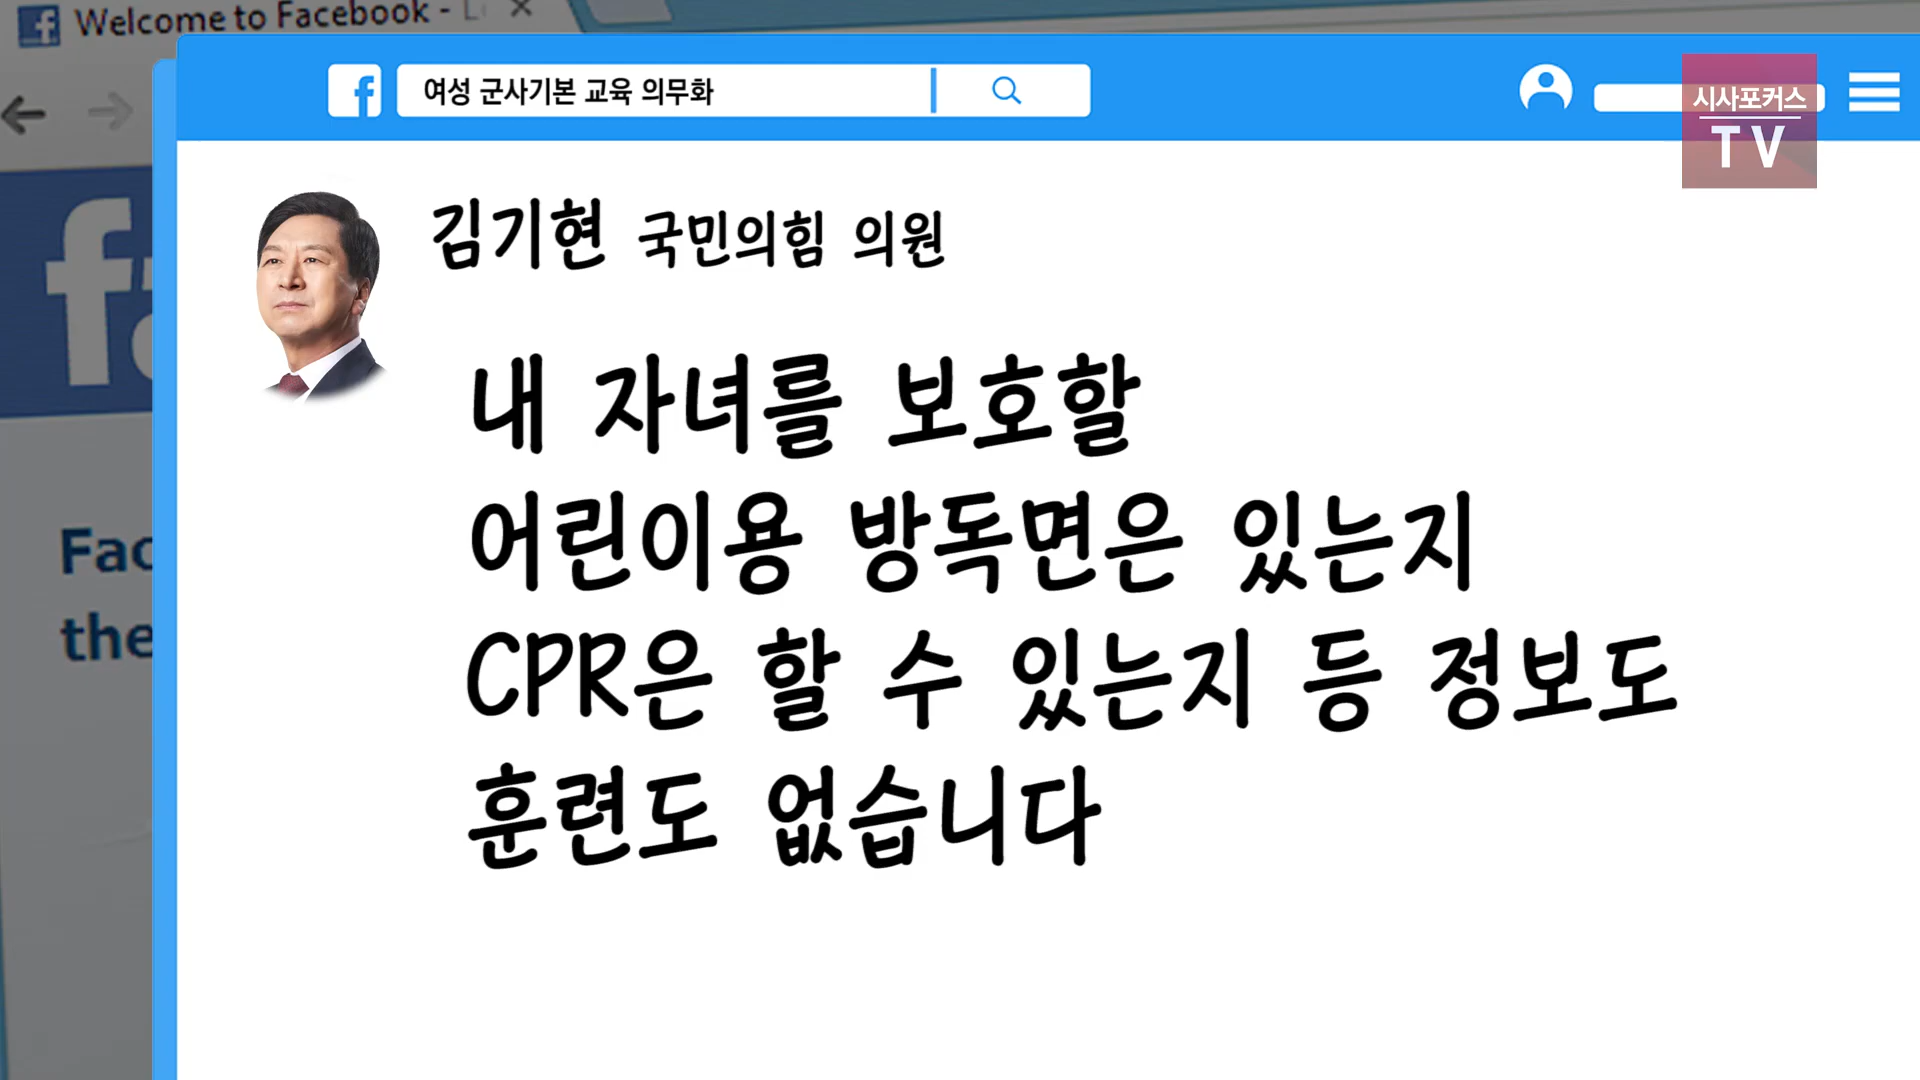 Welcome to Facebook - L
여성 군사기본 교육 의무화
시사포커스
TV
김기현 국민의힘 의원
내 자녀를 보호할
어린이용 방독면은 있는지
CPR은 할 수 있는지 등 정보도
훈련도 없습니다
Fac
the